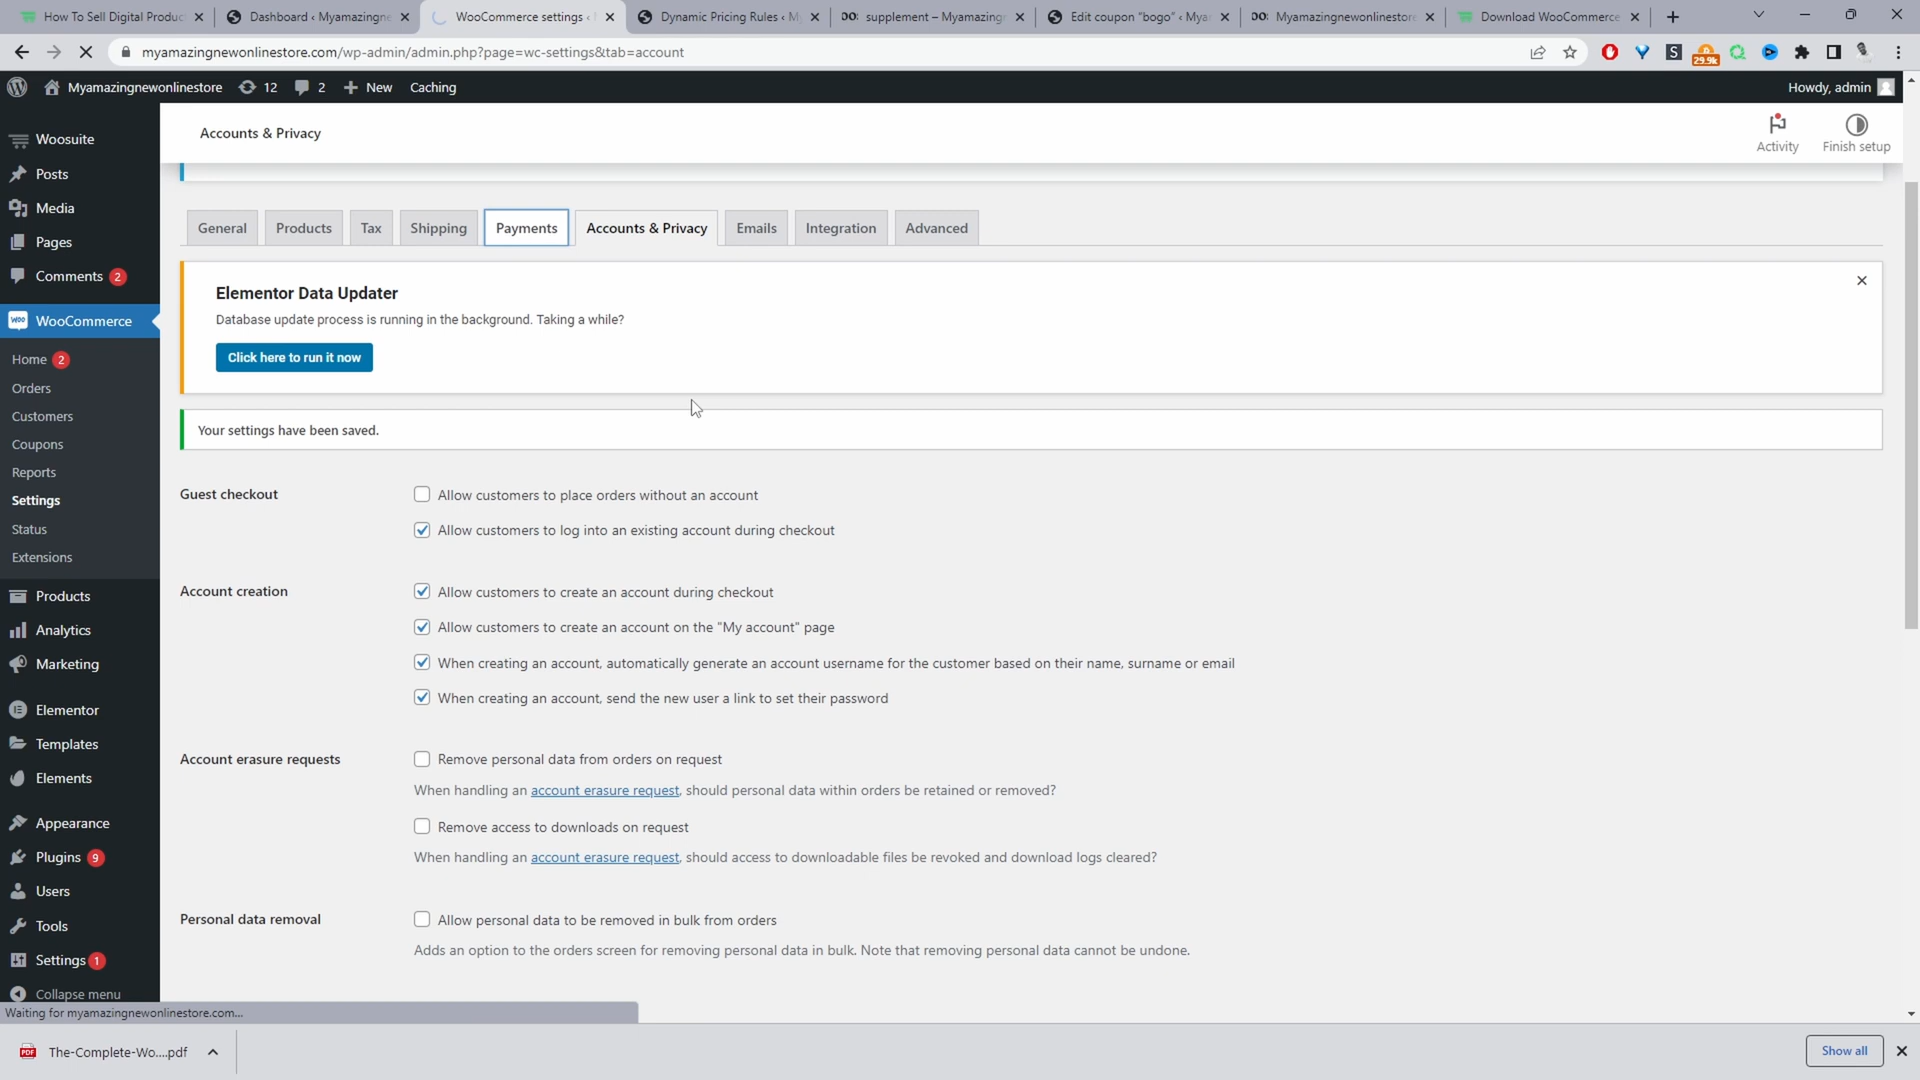 How To Sell Digital Produc
Dashboard ‹ Myamazingne
WooCommerce settings ‹
Dynamic Pricing Rules ‹ M
supplement – Myamazing
Edit coupon "bogo" ‹ Mya
Myamazingnewonlinestore
Download WooCommerce
myamazingnewonlinestore.com/wp-admin/admin.php?page=wc-settings&tab=account
29.9k
Myamazingnewonlinestore
12
2
New
Caching
Howdy, admin
Accounts & Privacy
Activity
Finish setup
Woosuite
Posts
Media
Pages
Comments 2
WooCommerce
Home 2
Orders
Customers
Coupons
Reports
Settings
Status
Extensions
Products
Analytics
Marketing
Elementor
Templates
Elements
Appearance
Plugins 9
Users
Tools
Settings 1
Collapse menu
General
Products
Tax
Shipping
Payments
Accounts & Privacy
Emails
Integration
Advanced
Elementor Data Updater
Database update process is running in the background. Taking a while?
Click here to run it now
Your settings have been saved.
Guest checkout
Allow customers to place orders without an account
Allow customers to log into an existing account during checkout
Account creation
Allow customers to create an account during checkout
Allow customers to create an account on the "My account" page
When creating an account, automatically generate an account username for the customer based on their name, surname or email
When creating an account, send the new user a link to set their password
Account erasure requests
Remove personal data from orders on request
When handling an account erasure request, should personal data within orders be retained or removed?
Remove access to downloads on request
When handling an account erasure request, should access to downloadable files be revoked and download logs cleared?
Personal data removal
Allow personal data to be removed in bulk from orders
Adds an option to the orders screen for removing personal data in bulk. Note that removing personal data cannot be undone.
Waiting for myamazingnewonlinestore.com...
The-Complete-Wo....pdf
Show all